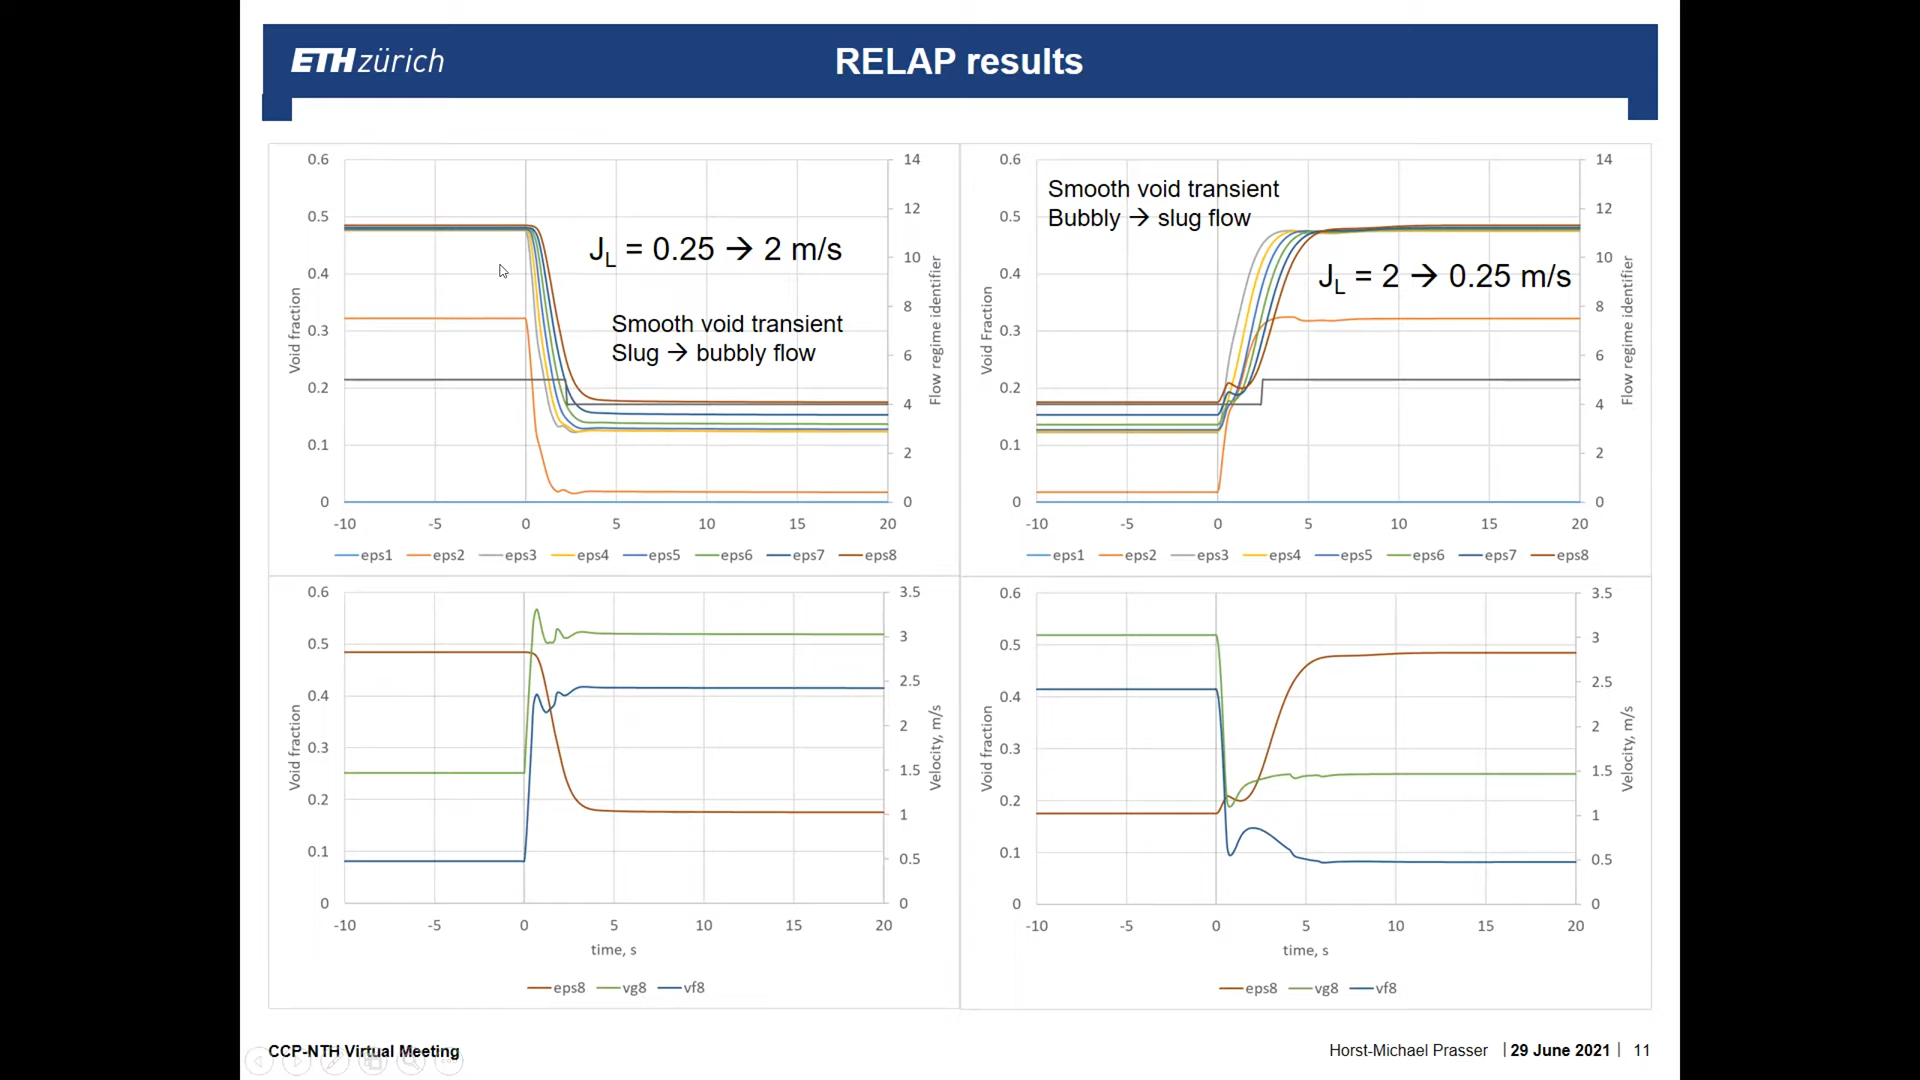 ETH zürich
RELAP results
0.6
0.5
0.4
0.3
0.2
0.1
0
Void fraction
14
12
10
8
6
4
2
0
Flow regime identifier
J_L = 0.25 → 2 m/s
Smooth void transient
Slug → bubbly flow
-10 -5 0 5 10 15 20
eps1 eps2 eps3 eps4 eps5 eps6 eps7 eps8
0.6
0.5
0.4
0.3
0.2
0.1
0
Void Fraction
14
12
10
8
6
4
2
0
Flow regime identifier
Smooth void transient
Bubbly → slug flow
J_L = 2 → 0.25 m/s
-10 -5 0 5 10 15 20
eps1 eps2 eps3 eps4 eps5 eps6 eps7 eps8
0.6
0.5
0.4
0.3
0.2
0.1
0
Void fraction
3.5
3
2.5
2
1.5
1
0.5
0
Velocity, m/s
-10 -5 0 5 10 15 20
time, s
eps8 vg8 vf8
0.6
0.5
0.4
0.3
0.2
0.1
0
Void fraction
3.5
3
2.5
2
1.5
1
0.5
0
Velocity, m/s
-10 -5 0 5 10 15 20
time, s
eps8 vg8 vf8
CCP-NTH Virtual Meeting
Horst-Michael Prasser | 29 June 2021 | 11